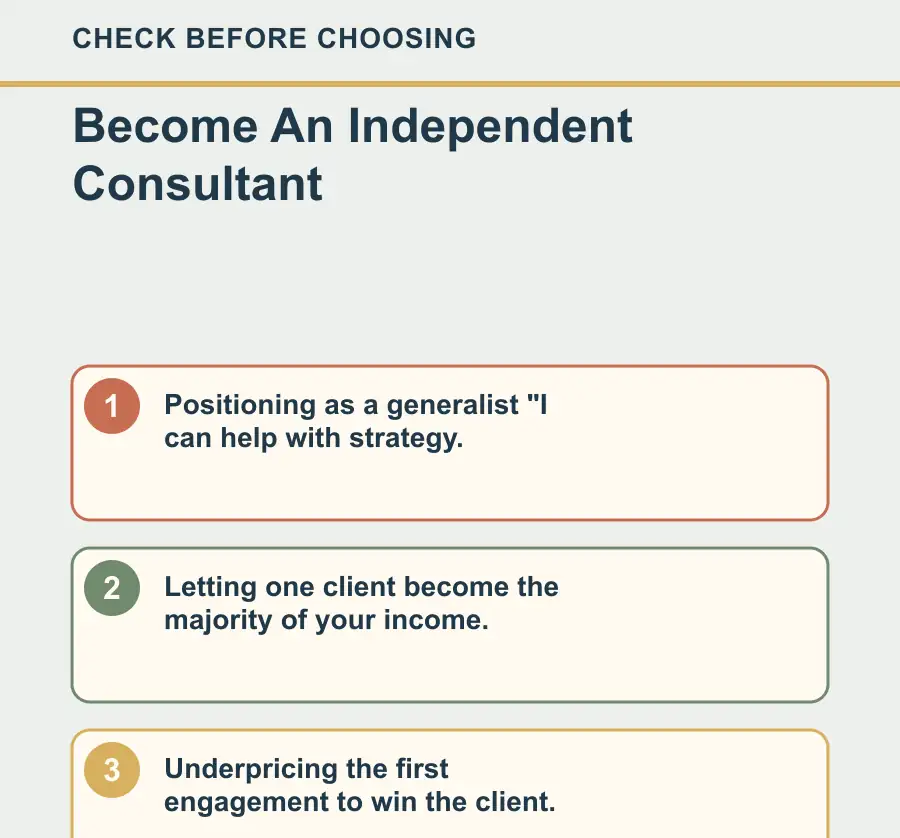 CHECK BEFORE CHOOSING
Become An Independent
Consultant
1
Positioning as a generalist "I
can help with strategy.
2
Letting one client become the
majority of your income.
3
Underpricing the first
engagement to win the client.